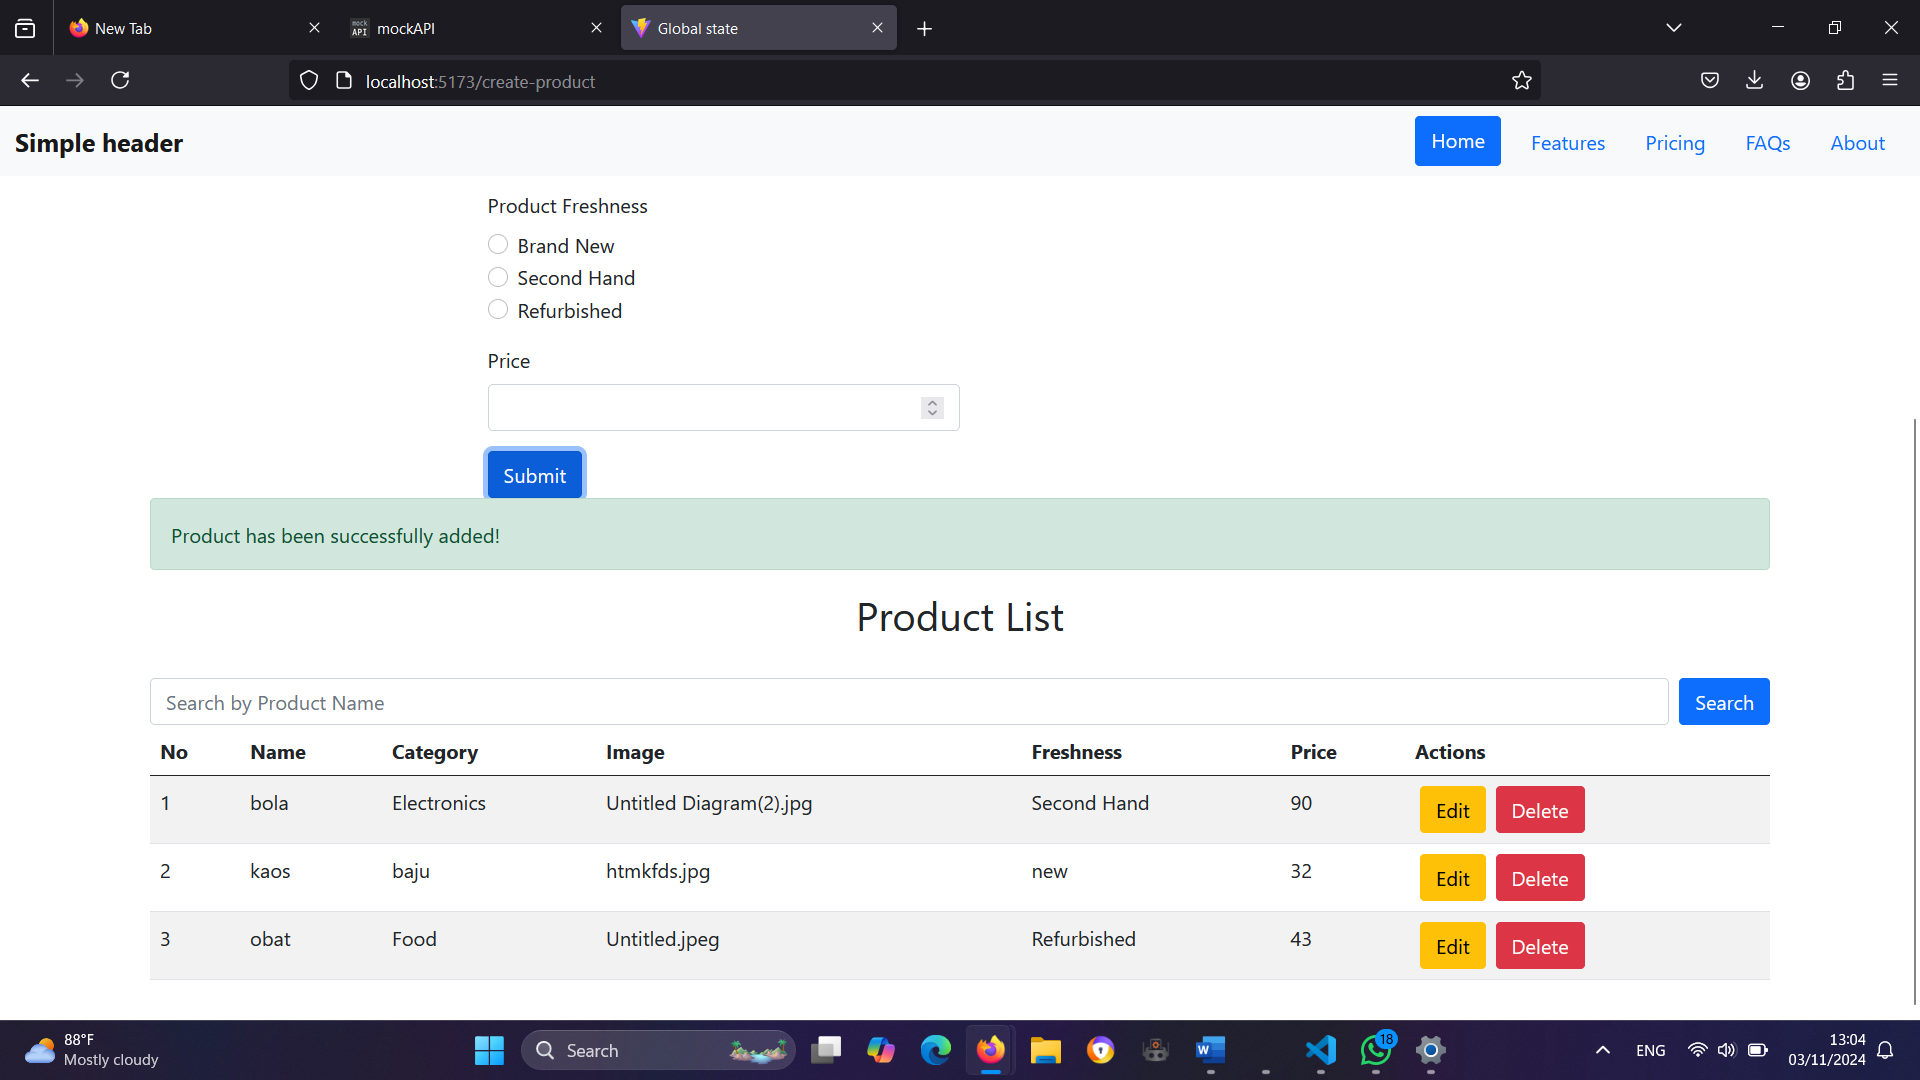 New Tab
mockAPI
Global state
localhost:5173/create-product
Simple header
Home Features Pricing FAQs About
Product Freshness
Brand New
Second Hand
Refurbished
Price
Submit
Product has been successfully added!
Product List
Search by Product Name Search
No Name Category Image Freshness Price Actions
1 bola Electronics Untitled Diagram(2).jpg Second Hand 90 Edit Delete
2 kaos baju htmkfds.jpg new 32 Edit Delete
3 obat Food Untitled.jpeg Refurbished 43 Edit Delete
88°F
Mostly cloudy
Search
18
ENG
13:04
03/11/2024